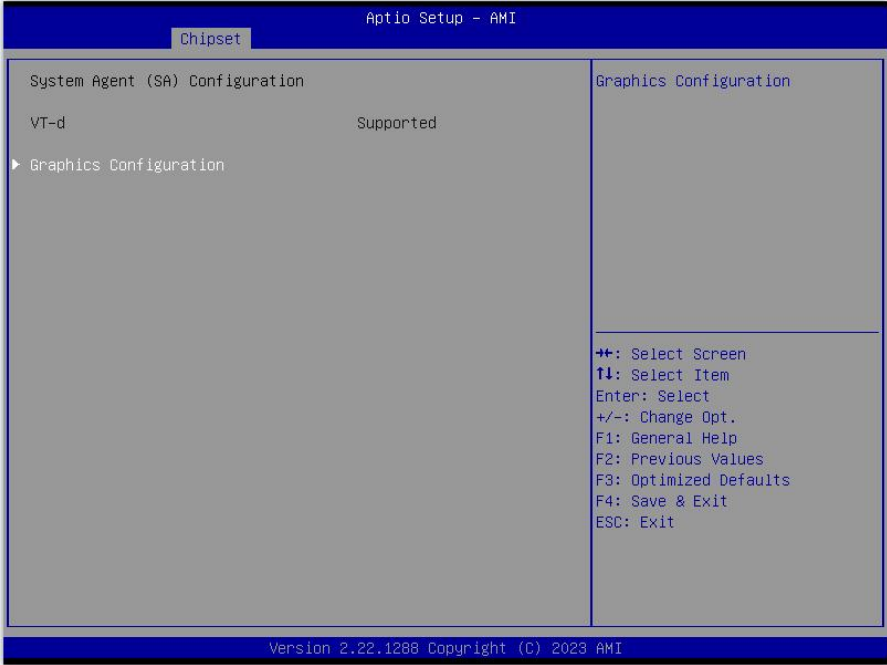 Aptio Setup – AMI
Chipset
System Agent (SA) Configuration
VT-d Supported
Graphics Configuration
Graphics Configuration
→←: Select Screen
↑↓: Select Item
Enter: Select
+/-: Change Opt.
F1: General Help
F2: Previous Values
F3: Optimized Defaults
F4: Save & Exit
ESC: Exit
Version 2.22.1288 Copyright (C) 2023 AMI